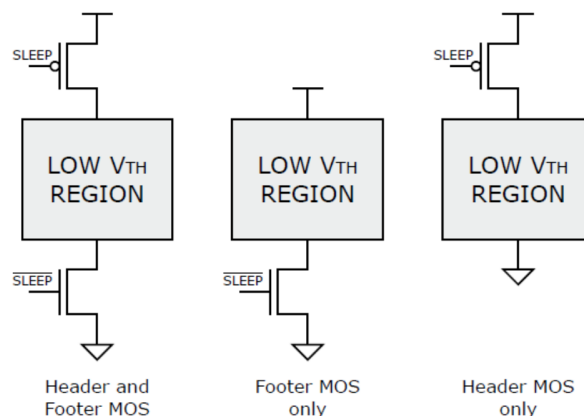 SLEEP
SLEEP
LOW VTH
REGION
LOW VTH
REGION
LOW VTH
REGION
SLEEP
SLEEP
Header and
Footer MOS
Footer MOS
only
Header MOS
only